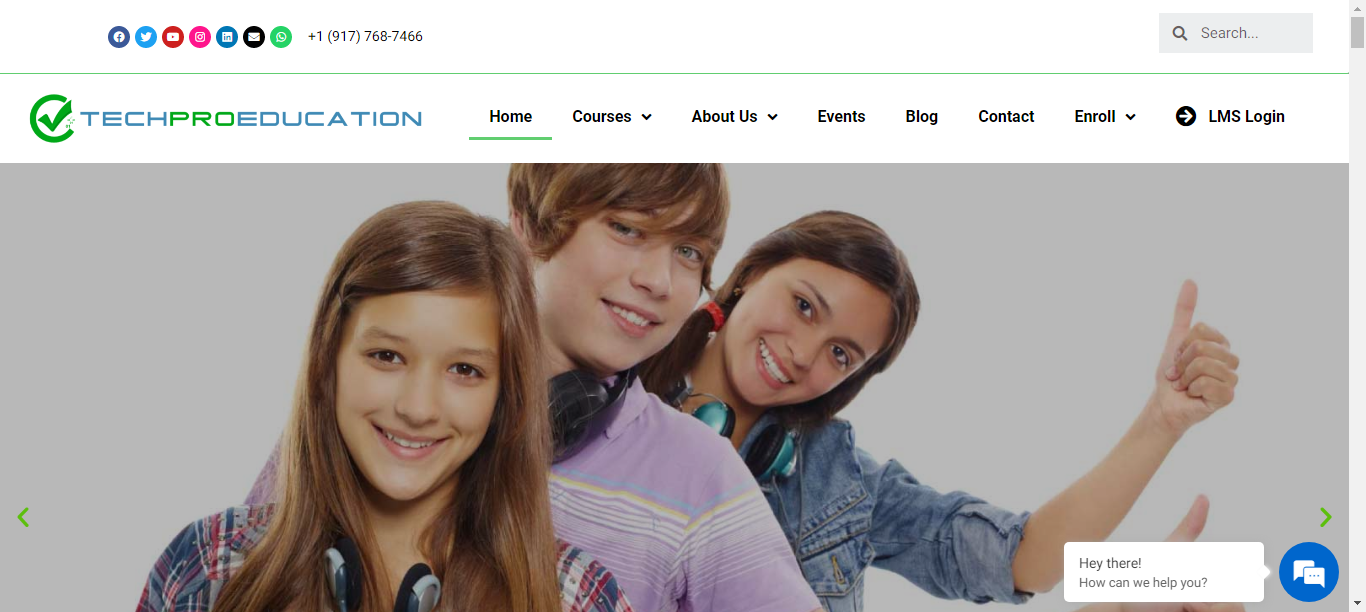 +1 (917) 768-7466
Search...
TECHPROEDUCATION
Home
Courses
About Us
Events
Blog
Contact
Enroll
LMS Login
Hey there!
How can we help you?